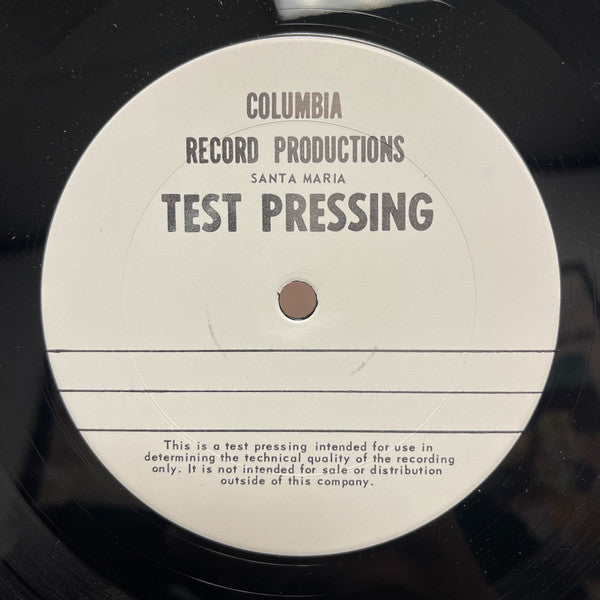 COLUMBIA
RECORD PRODUCTIONS
SANTA MARIA
TEST PRESSING
This is a test pressing intended for use in
determining the technical quality of the recording
only. It is not intended for sale or distribution
outside of this company.